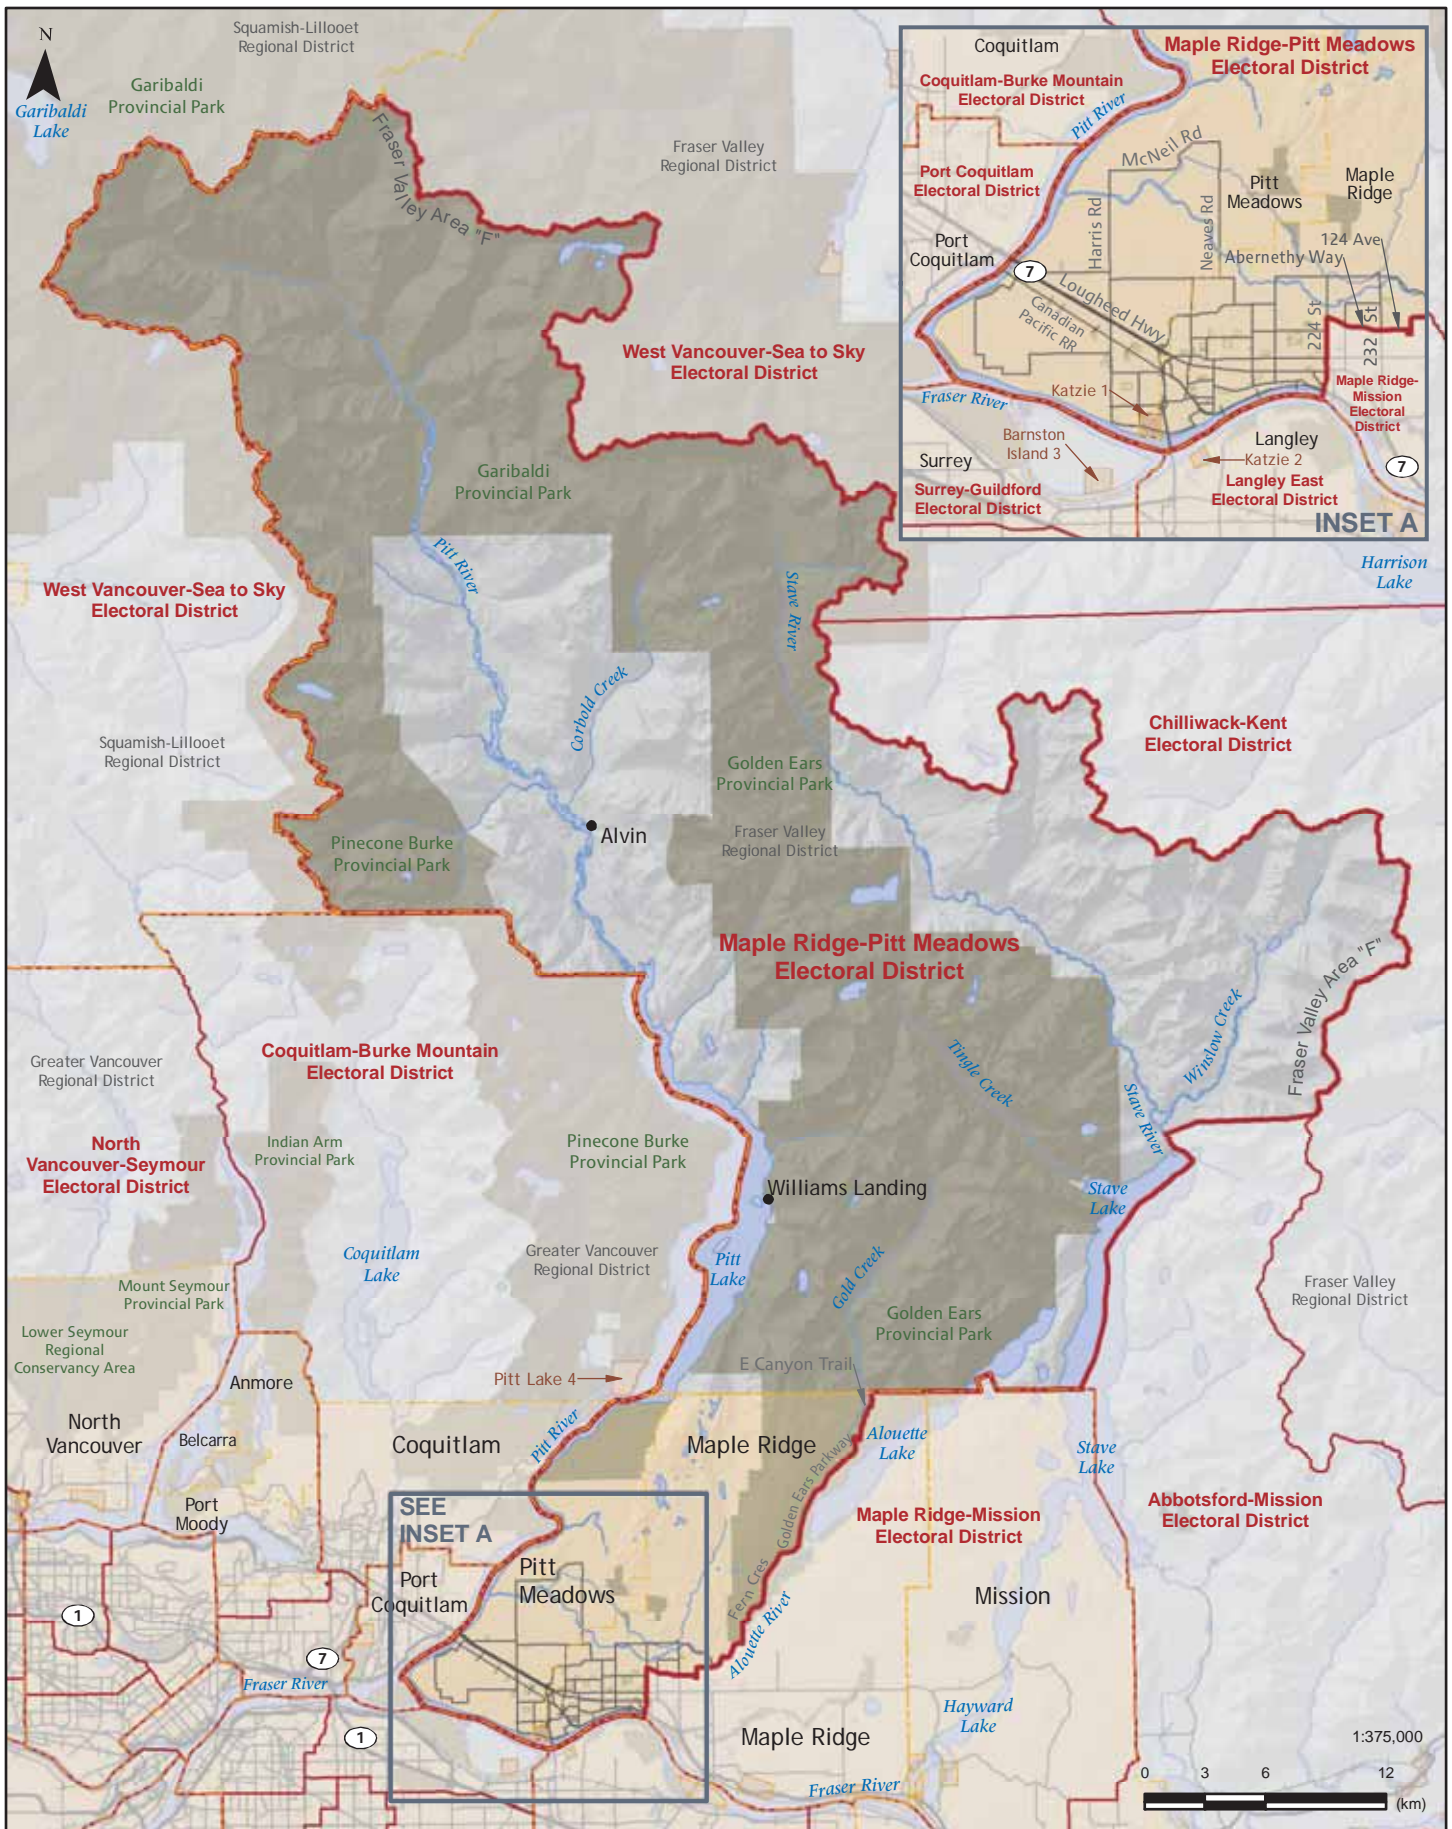 N
Squamish-Lillooet
Regional District
Garibaldi
Provincial Park
Garibaldi
Lake
Fraser Valley Area "F"
Fraser Valley
Regional District
Coquitlam
Maple Ridge-Pitt Meadows
Electoral District
Coquitlam-Burke Mountain
Electoral District
Pitt River
McNeil Rd
Port Coquitlam
Electoral District
Pitt
Meadows
Maple
Ridge
Harris Rd
Neaves Rd
Port
Coquitlam
124 Ave
Abernethy Way
7
Lougheed Hwy
Canadian
Pacific RR
224 St
232 St
Maple Ridge-
Mission
Electoral
District
Katzie 1
Fraser River
Barnston
Island 3
Langley
Katzie 2
Surrey
7
Surrey-Guildford
Electoral District
Langley East
Electoral District
INSET A
West Vancouver-Sea to Sky
Electoral District
Garibaldi
Provincial Park
Pitt River
Stave River
Harrison
Lake
West Vancouver-Sea to Sky
Electoral District
Corbold Creek
Chilliwack-Kent
Electoral District
Squamish-Lillooet
Regional District
Golden Ears
Provincial Park
Alvin
Fraser Valley
Regional District
Pinecone Burke
Provincial Park
Maple Ridge-Pitt Meadows
Electoral District
Fraser Valley Area "F"
Winslow Creek
Tingle Creek
Stave River
Coquitlam-Burke Mountain
Electoral District
Greater Vancouver
Regional District
North
Vancouver-Seymour
Electoral District
Indian Arm
Provincial Park
Pinecone Burke
Provincial Park
Williams Landing
Stave
Lake
Coquitlam
Lake
Greater Vancouver
Regional District
Pitt
Lake
Gold Creek
Mount Seymour
Provincial Park
Fraser Valley
Regional District
Golden Ears
Provincial Park
Lower Seymour
Regional
Conservancy Area
E Canyon Trail
Pitt Lake 4
Anmore
North
Vancouver
Belcarra
Coquitlam
Pitt River
Maple Ridge
Alouette
Lake
Stave
Lake
Golden Ears Parkway
Port
Moody
SEE
INSET A
Maple Ridge-Mission
Electoral District
Abbotsford-Mission
Electoral District
Port
Coquitlam
Pitt
Meadows
Fern Cres
Alouette River
Mission
1
7
Fraser River
1
Hayward
Lake
Maple Ridge
Fraser River
1:375,000
0 3 6 12
(km)